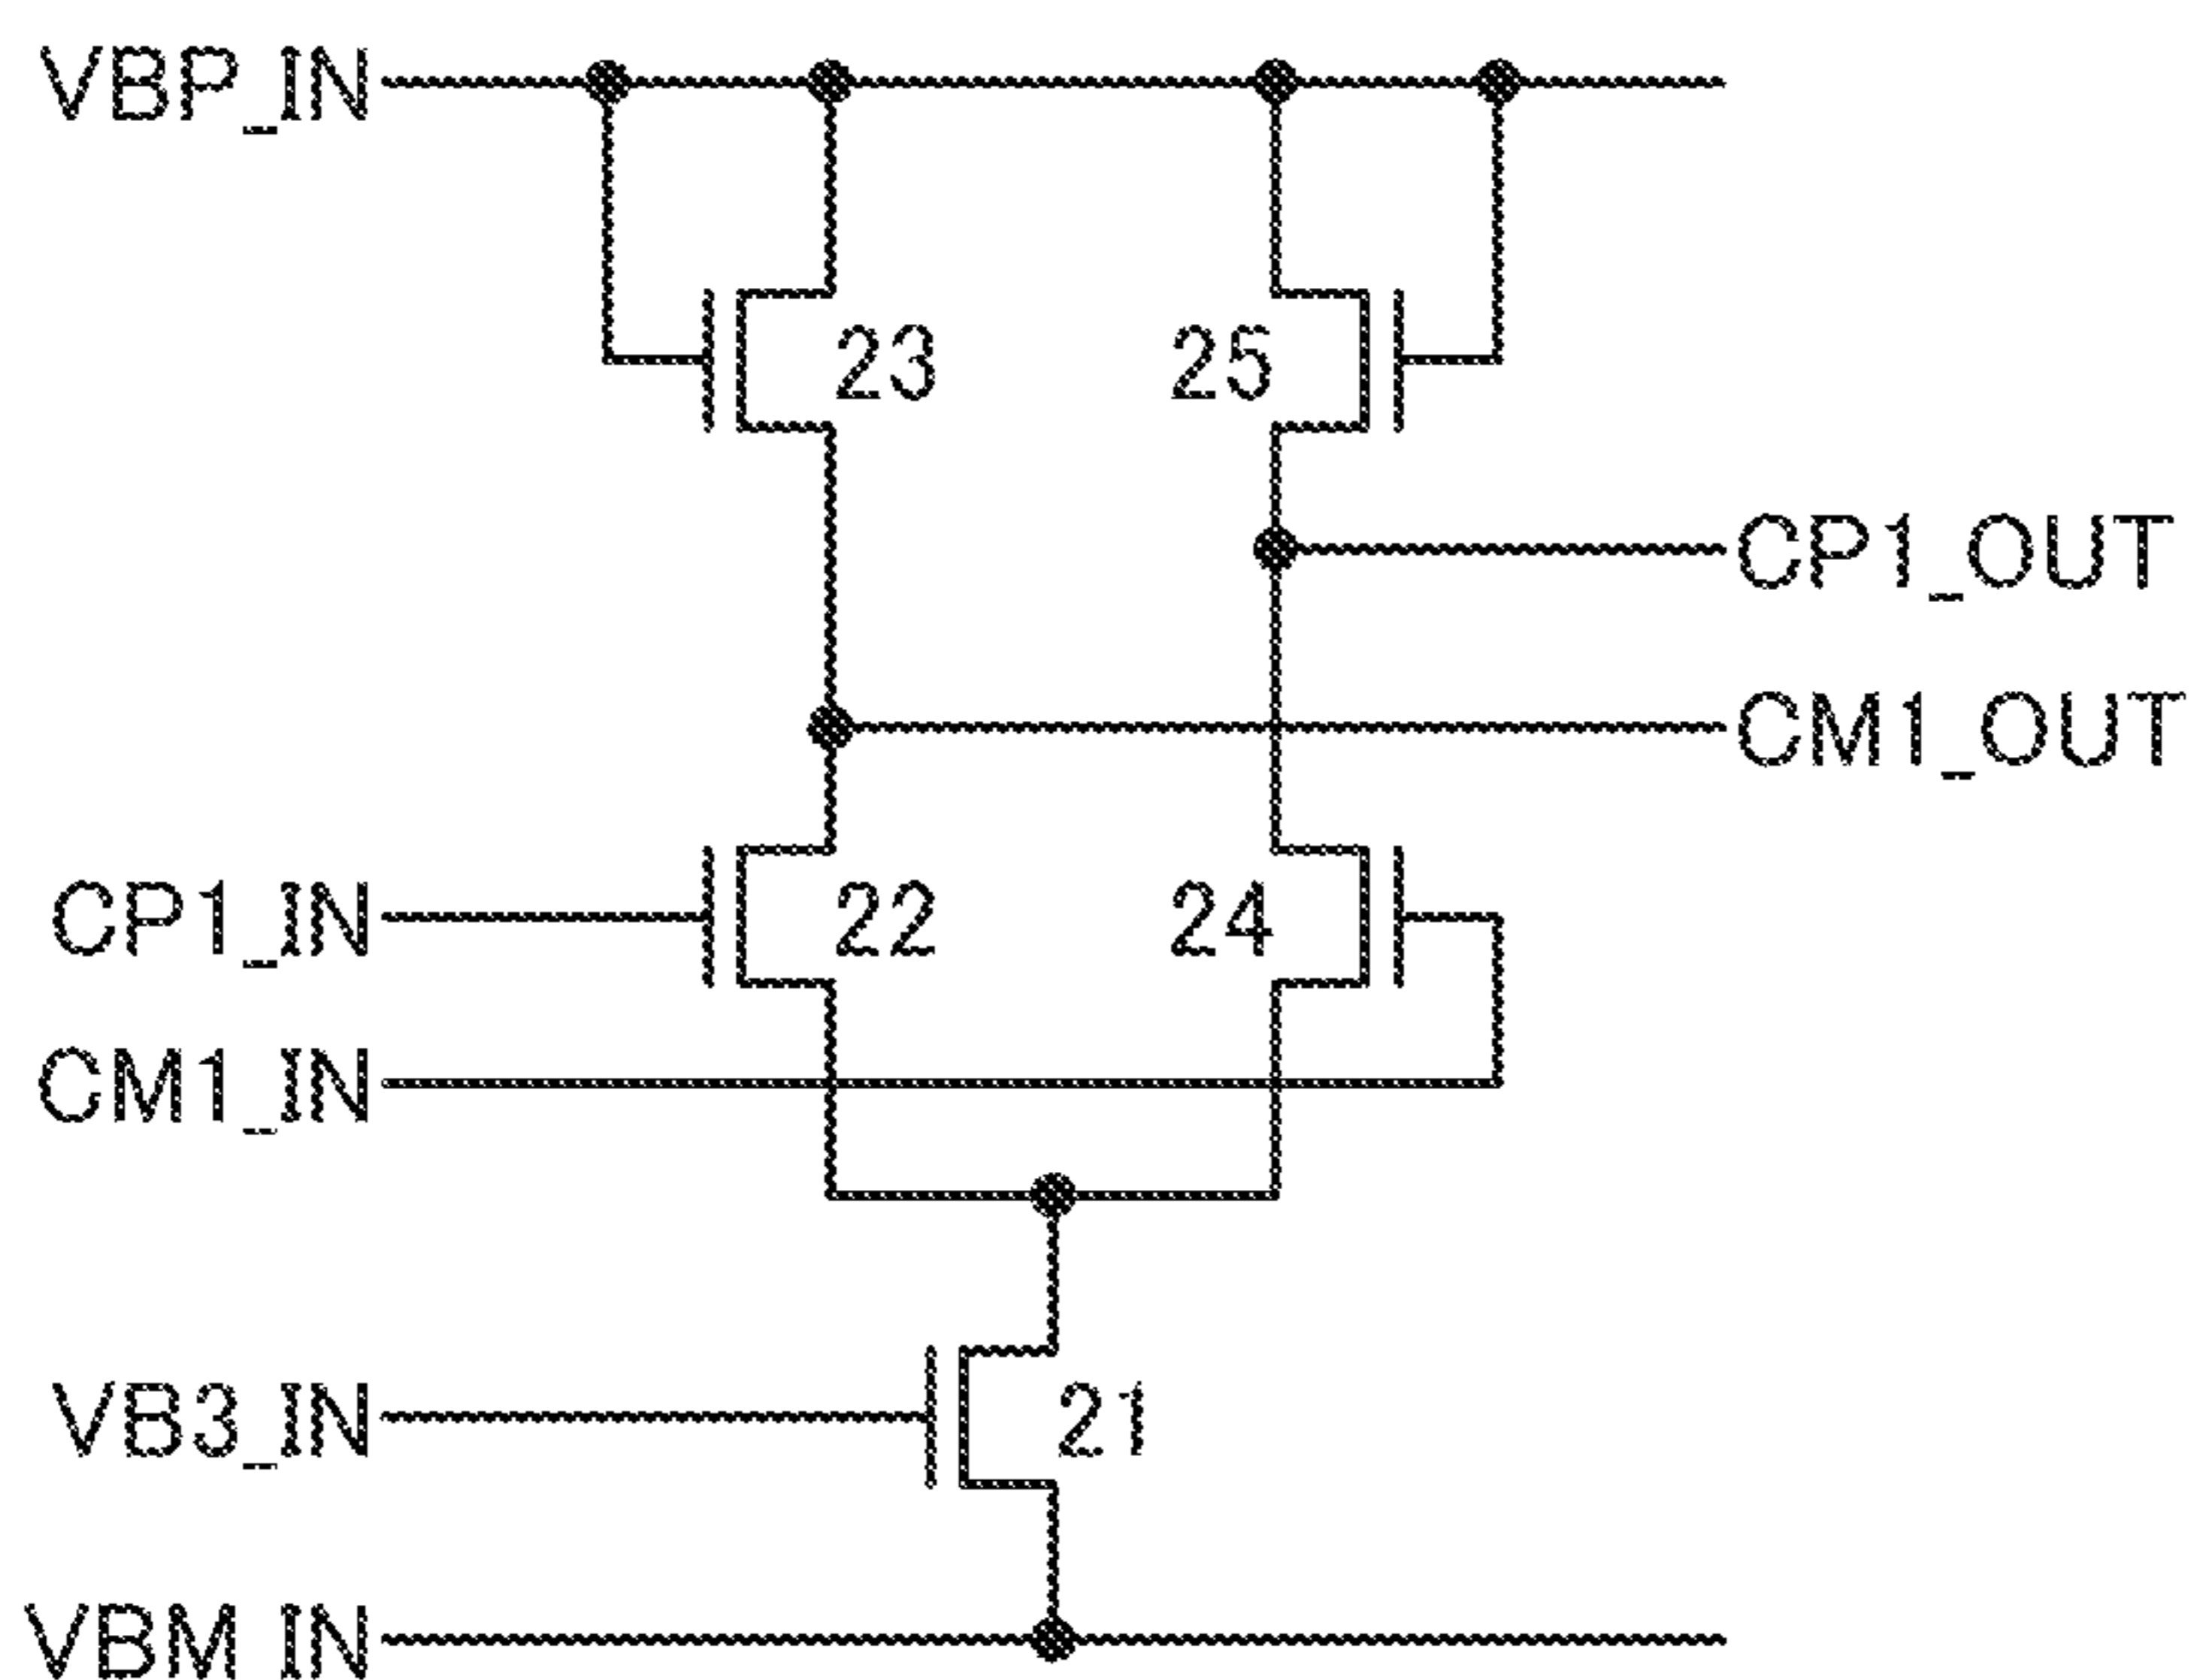 VBP_IN
23
25
CP1_OUT
CM1_OUT
CP1_IN
22
24
CM1_IN
VB3_IN
21
VBM_IN